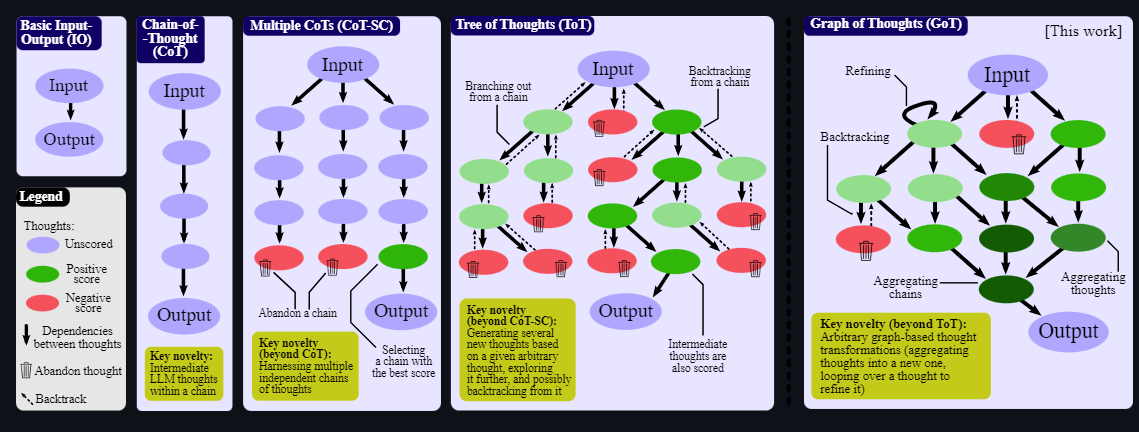 Basic Input-
Output (IO)
Input
Output
Legend
Thoughts:
Unscored
Positive
score
Negative
score
Dependencies
between thoughts
Abandon thought
Backtrack
Chain-of-
-Thought
(CoT)
Input
Output
Key novelty:
Intermediate
LLM thoughts
within a chain
Multiple CoTs (CoT-SC)
Input
Abandon a chain
Output
Key novelty
(beyond CoT):
Harnessing multiple
independent chains
of thoughts
Selecting
a chain with
the best score
Tree of Thoughts (ToT)
Input
Branching out
from a chain
Backtracking
from a chain
Output
Key novelty
(beyond CoT-SC):
Generating several
new thoughts based
on a given arbitrary
thought, exploring
it further, and possibly
backtracking from it
Intermediate
thoughts are
also scored
Graph of Thoughts (GoT)
[This work]
Refining
Input
Backtracking
Aggregating
chains
Aggregating
thoughts
Output
Key novelty (beyond ToT):
Arbitrary graph-based thought
transformations (aggregating
thoughts into a new one,
looping over a thought to
refine it)